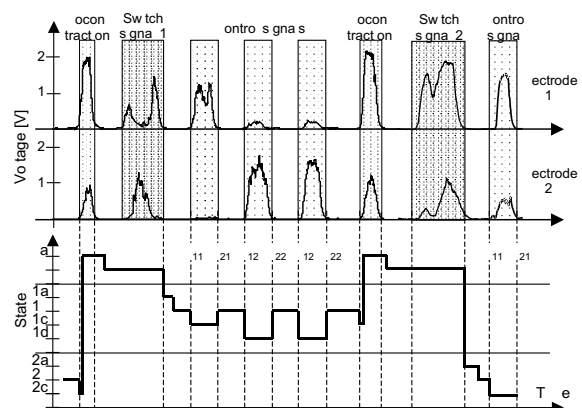 ocon
tract on
Sw tch
s gna 1
ontro s gna s
ocon
tract on
Sw tch
s gna 2
ontro
s gna
Vo tage [V]
2
1
ectrode
1
2
1
ectrode
2
State
a
1a
1
1c
1d
2a
2
2c
11 21 12 22 12 22 11 21
T e